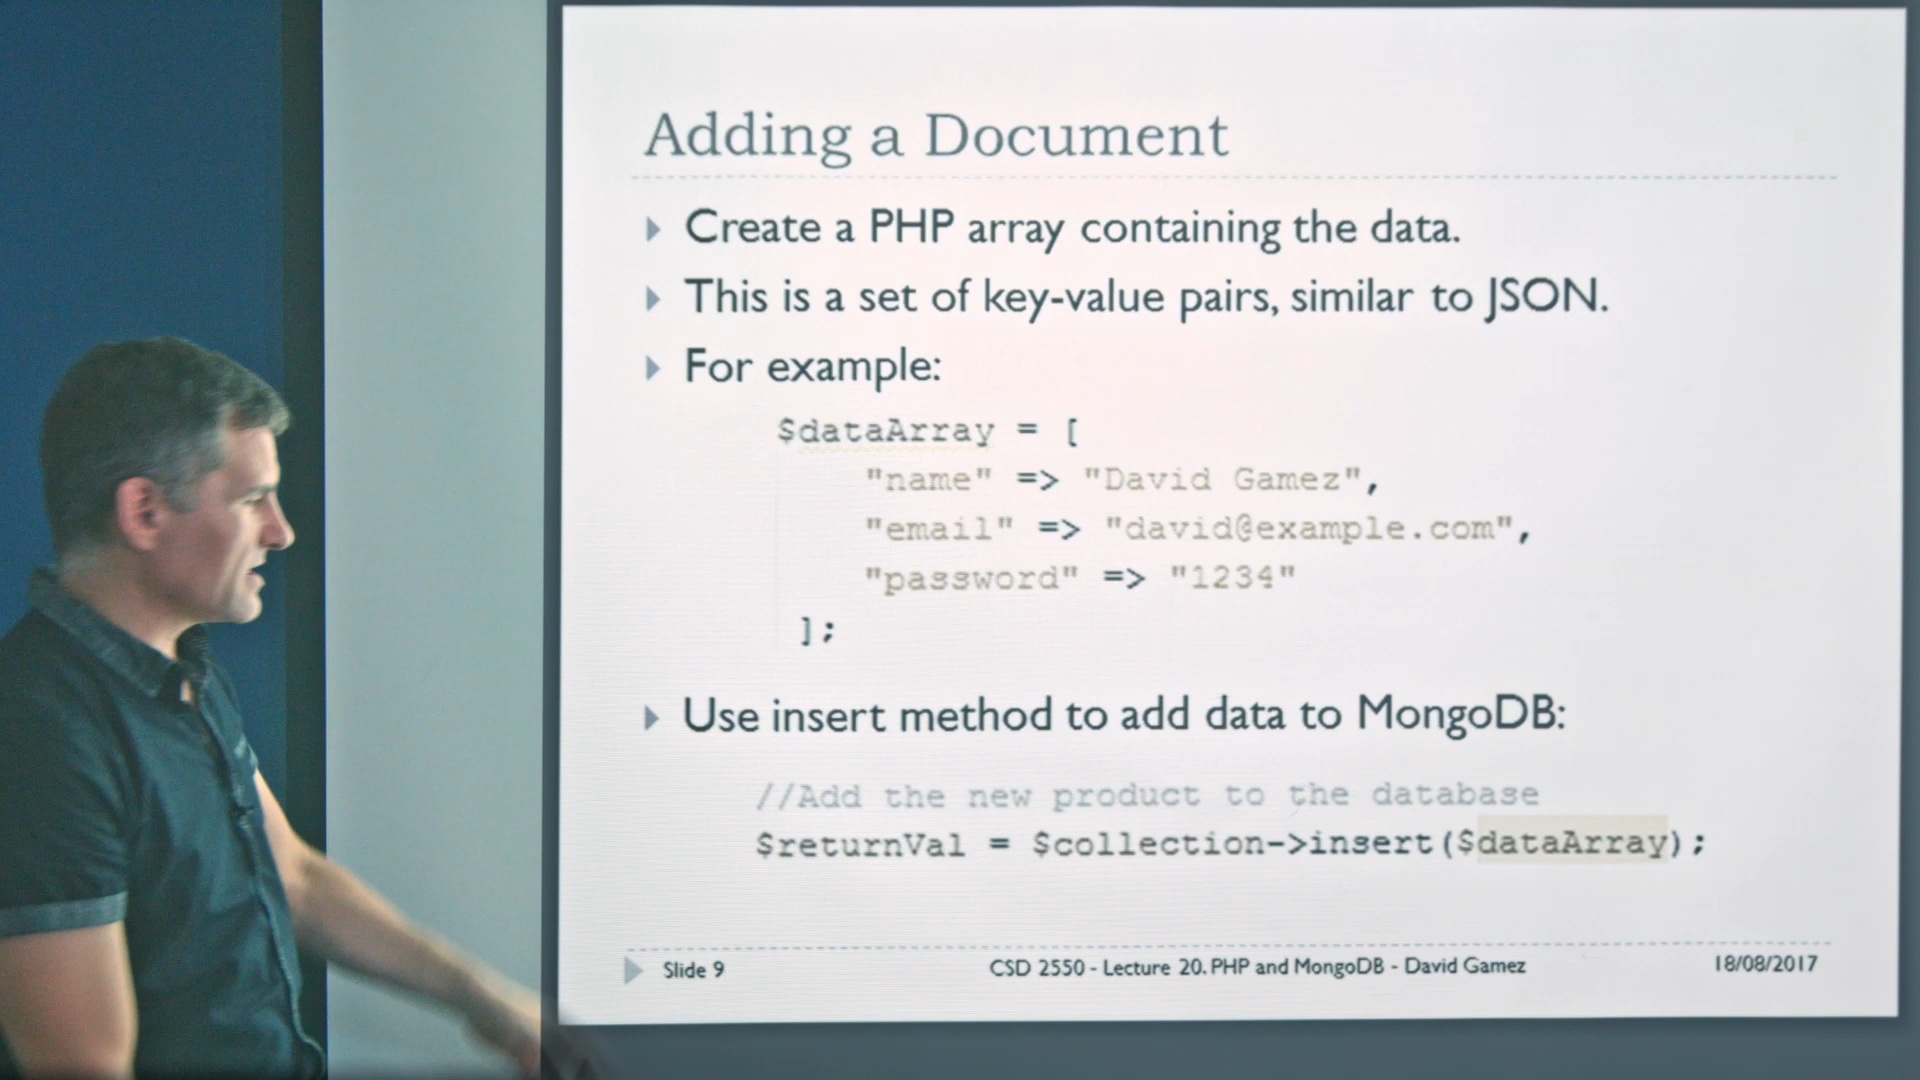 Adding a Document
Create a PHP array containing the data.
This is a set of key-value pairs, similar to JSON.
For example:
$dataArray = [
"name" => "David Gamez",
"email" => "david@example.com",
"password" => "1234"
];
Use insert method to add data to MongoDB:
//Add the new product to the database
$returnVal = $collection->insert($dataArray);
Slide 9
CSD 2550 - Lecture 20. PHP and MongoDB - David Gamez
18/08/2017